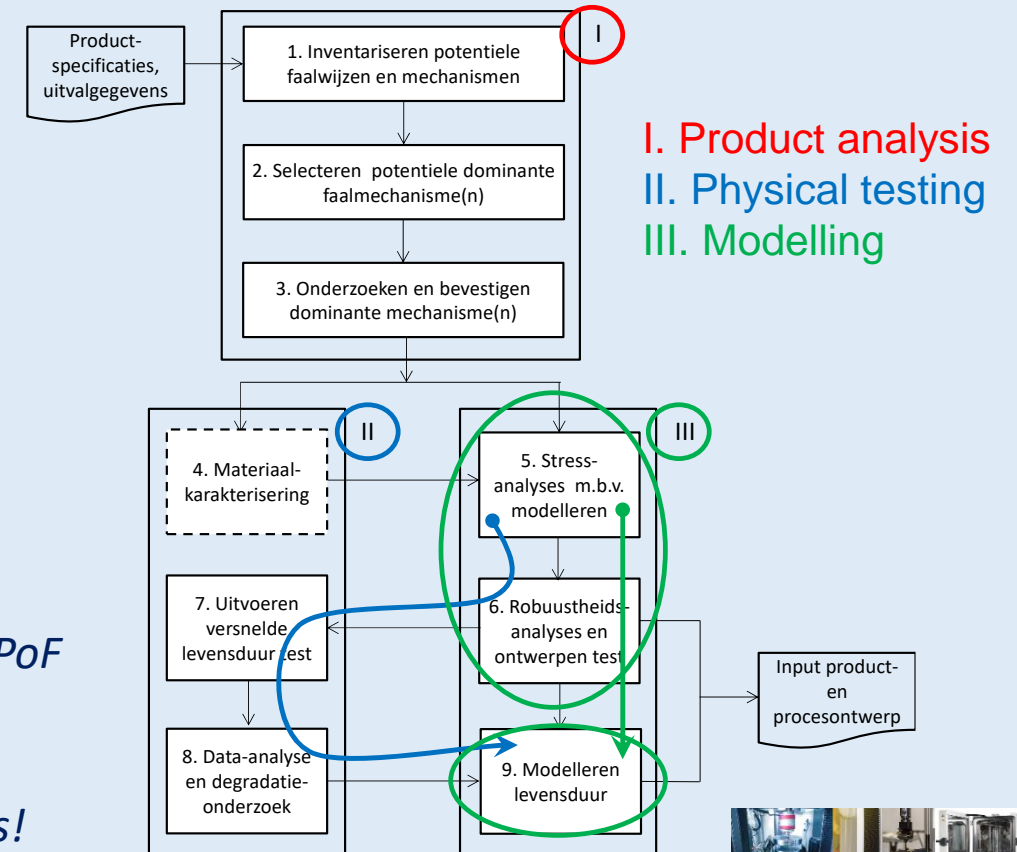 Product-
specificaties,
uitvalgegevens
1. Inventariseren potentiele
faalwijzen en mechanismen
I
2. Selecteren potentiele dominante
faalmechanisme(n)
3. Onderzoeken en bevestigen
dominante mechanisme(n)
I. Product analysis
II. Physical testing
III. Modelling
II
III
4. Materiaal-
karakterisering
5. Stress-
analyses m.b.v.
modelleren
7. Uitvoeren
versnelde
levensduur test
6. Robuustheids-
analyses en
ontwerpen test
8. Data-analyse
en degradatie-
onderzoek
9. Modelleren
levensduur
Input product-
en
procesontwerp
PoF
s!